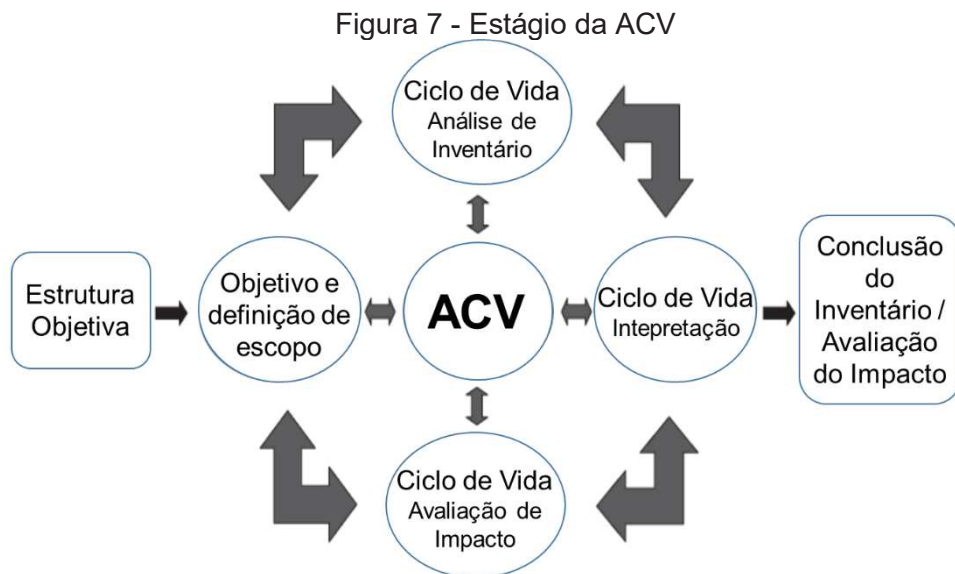 Figura 7 - Estágio da ACV
Ciclo de Vida
Análise de
Inventário
Estrutura
Objetiva
Objetivo e
definição de
escopo
ACV
Ciclo de Vida
Intepretação
Conclusão
do
Inventário /
Avaliação
do Impacto
Ciclo de Vida
Avaliação de
Impacto